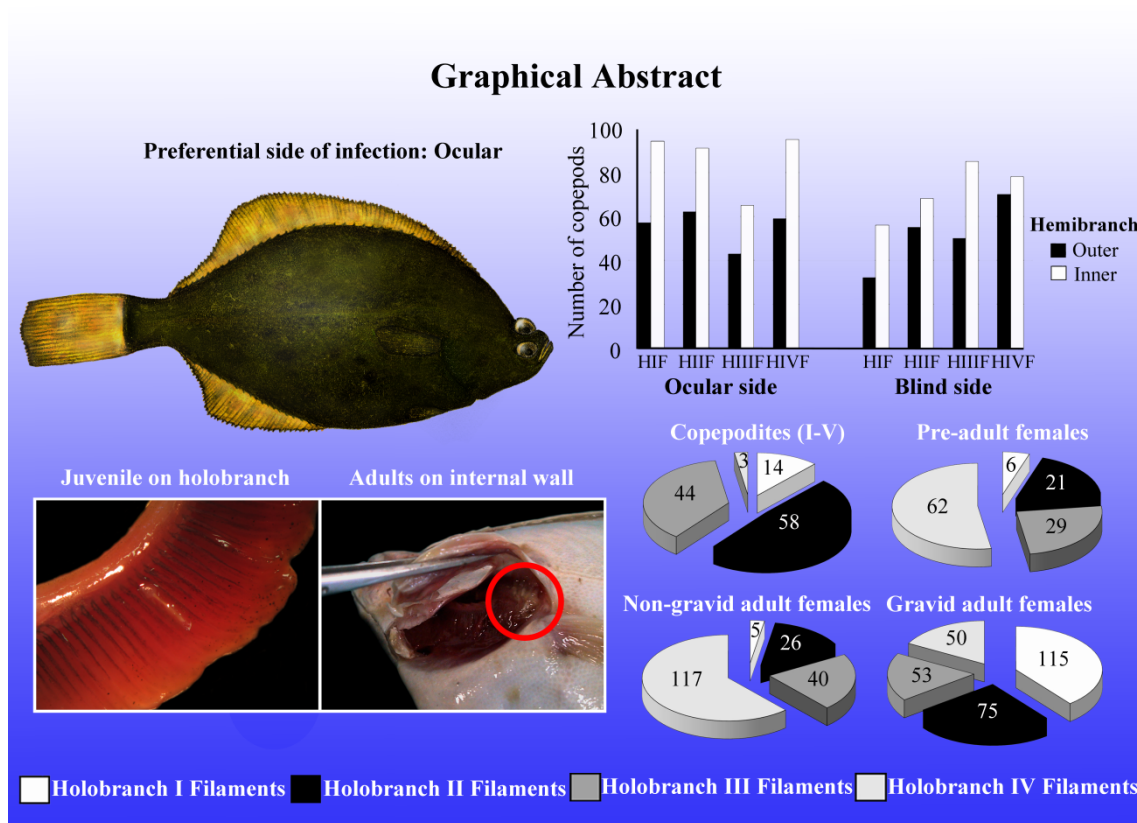 Graphical Abstract
Preferential side of infection: Ocular
Number of copepods
100
80
60
40
20
0
HIF HIIF HIIIF HIVF
HIF HIIF HIIIF HIVF
Ocular side
Blind side
Hemibranch
Outer
Inner
Juvenile on holobranch
Adults on internal wall
Copepodites (I-V)
3
14
44
58
Pre-adult females
6
21
62
29
Non-gravid adult females
5
26
117
40
Gravid adult females
50
115
53
75
Holobranch I Filaments
Holobranch II Filaments
Holobranch III Filaments
Holobranch IV Filaments